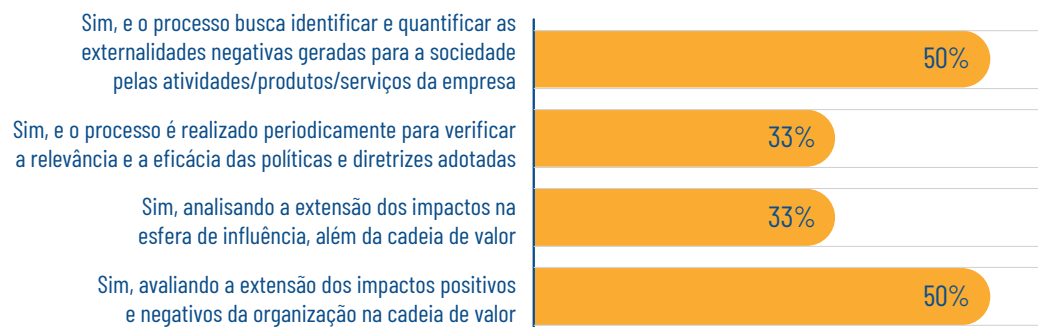 Sim, e o processo busca identificar e quantificar as
externalidades negativas geradas para a sociedade
pelas atividades/produtos/serviços da empresa
50%
Sim, e o processo é realizado periodicamente para verificar
a relevância e a eficácia das políticas e diretrizes adotadas
33%
Sim, analisando a extensão dos impactos na
esfera de influência, além da cadeia de valor
33%
Sim, avaliando a extensão dos impactos positivos
e negativos da organização na cadeia de valor
50%